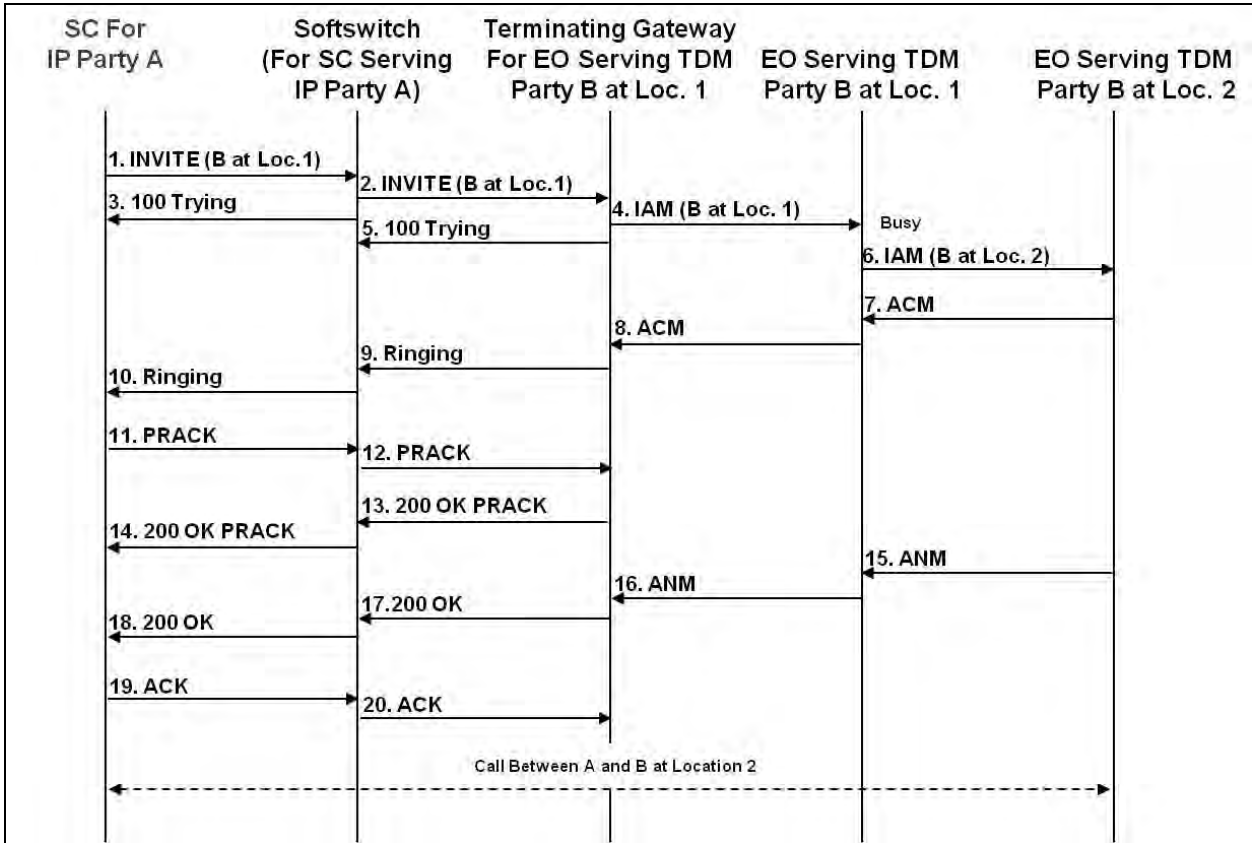 SC For
IP Party A
Softswitch
(For SC Serving
IP Party A)
Terminating Gateway
For EO Serving TDM
Party B at Loc. 1
EO Serving TDM
Party B at Loc. 1
EO Serving TDM
Party B at Loc. 2
1. INVITE (B at Loc.1)
2. INVITE (B at Loc.1)
3. 100 Trying
4. IAM (B at Loc. 1)
Busy
5. 100 Trying
6. IAM (B at Loc. 2)
7. ACM
8. ACM
9. Ringing
10. Ringing
11. PRACK
12. PRACK
13. 200 OK PRACK
14. 200 OK PRACK
15. ANM
16. ANM
17.200 OK
18. 200 OK
19. ACK
20. ACK
Call Between A and B at Location 2